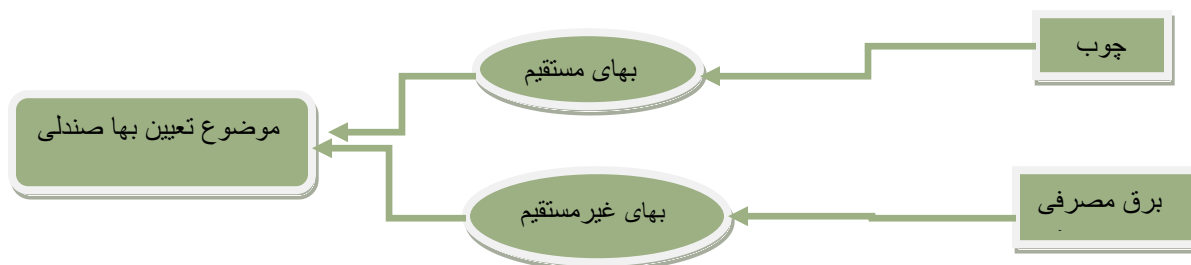 چوب
بهای مستقیم
موضوع تعیین بها صندلی
برق مصرفی
بهای غیرمستقیم